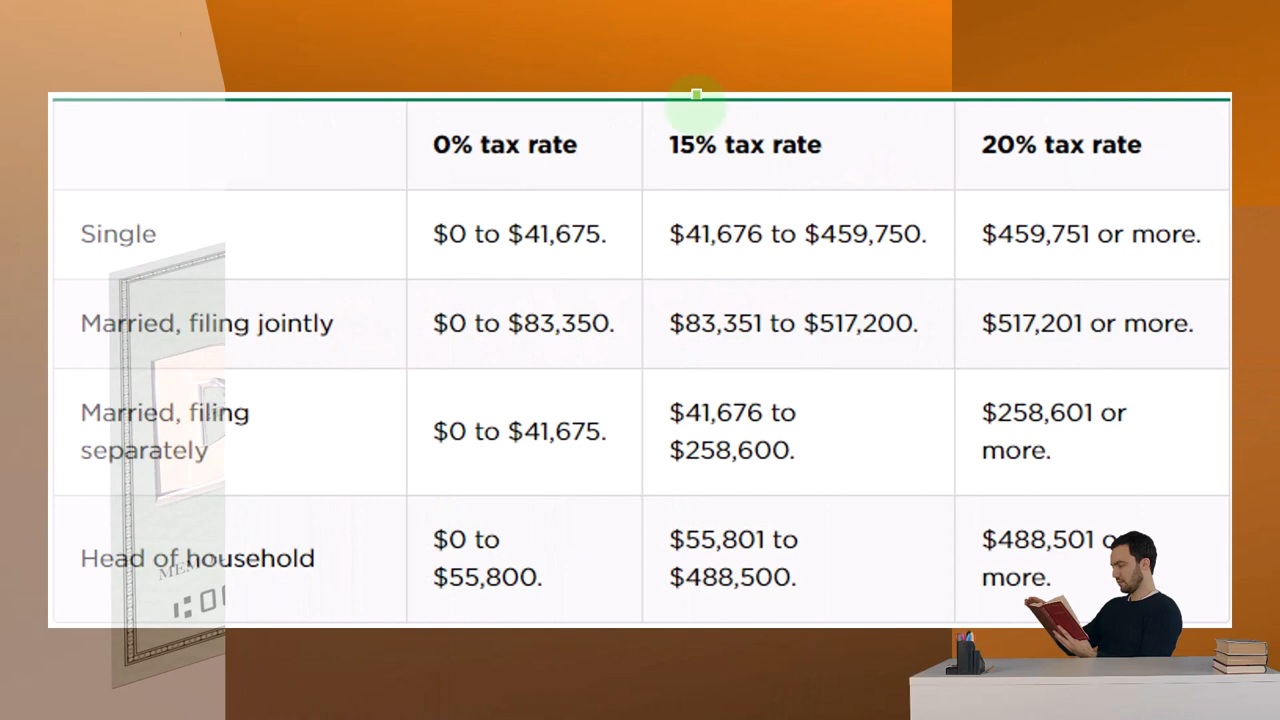 0% tax rate 15% tax rate 20% tax rate
Single $0 to $41,675. $41,676 to $459,750. $459,751 or more.
Married, filing jointly $0 to $83,350. $83,351 to $517,200. $517,201 or more.
Married, filing separately $0 to $41,675. $41,676 to $258,600. $258,601 or more.
Head of household $0 to $55,800. $55,801 to $488,500. $488,501 more.